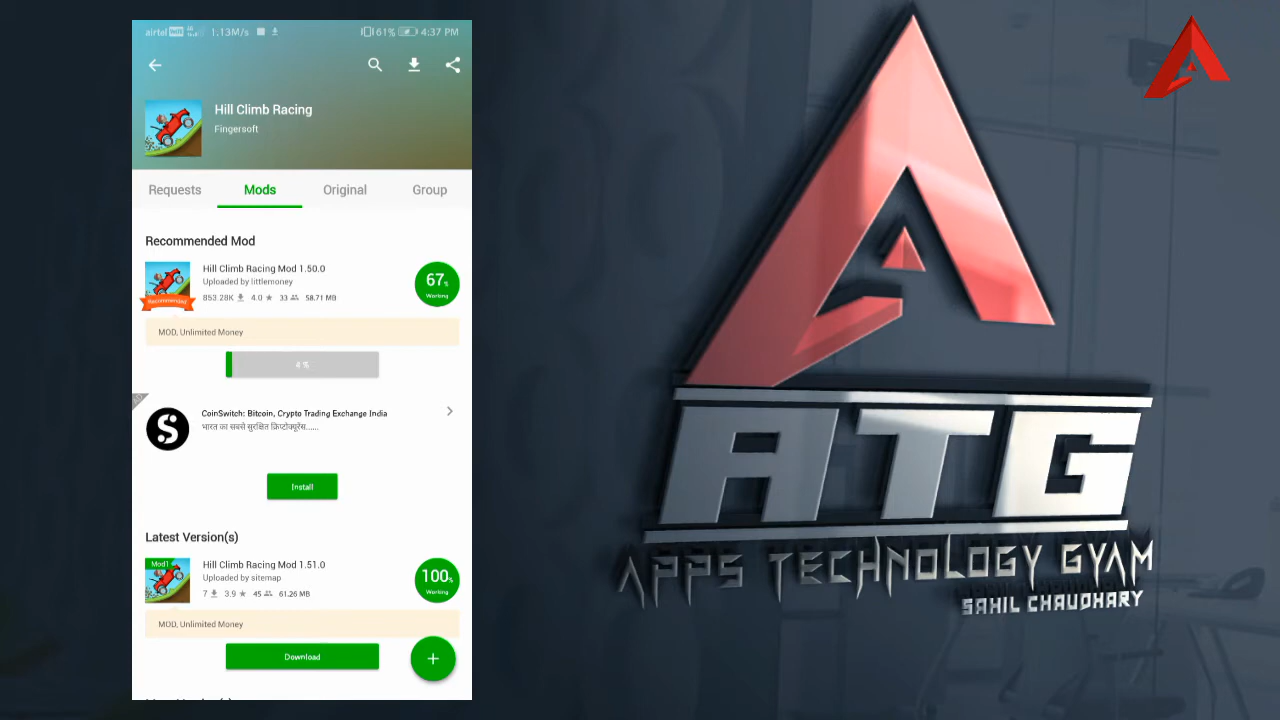 airtel 1.13M/s 61% 4:37 PM
Hill Climb Racing
Fingersoft
Requests Mods Original Group
Recommended Mod
Hill Climb Racing Mod 1.50.0
Uploaded by littlemoney
853.28K 4.0 33 58.71 MB
67%
Working
Recommended
MOD, Unlimited Money
4 %
CoinSwitch: Bitcoin, Crypto Trading Exchange India
भारत का सबसे सुरक्षित क्रिप्टोक्यूरेंस......
Install
Latest Version(s)
Mod1
Hill Climb Racing Mod 1.51.0
Uploaded by sitemap
7 3.9 45 61.26 MB
100%
Working
MOD, Unlimited Money
Download
ATG
APPS TECHNOLOGY GYAM
SAHIL CHAUDHARY